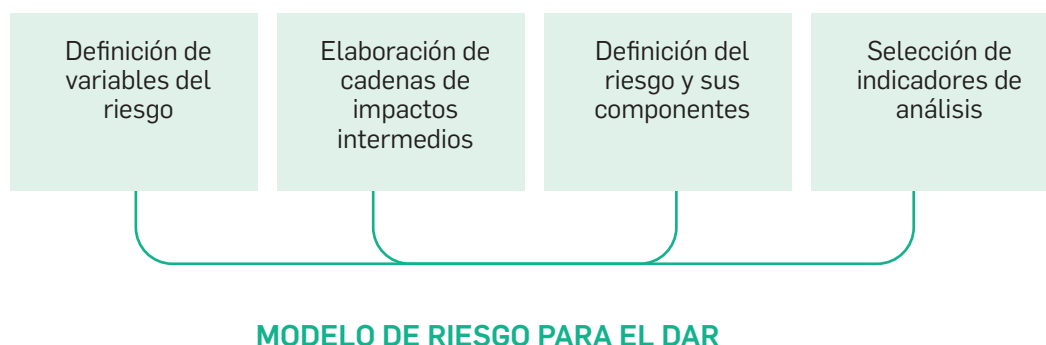 Definición de
variables del
riesgo
Elaboración de
cadenas de
impactos
intermedios
Definición del
riesgo y sus
componentes
Selección de
indicadores de
análisis
MODELO DE RIESGO PARA EL DAR